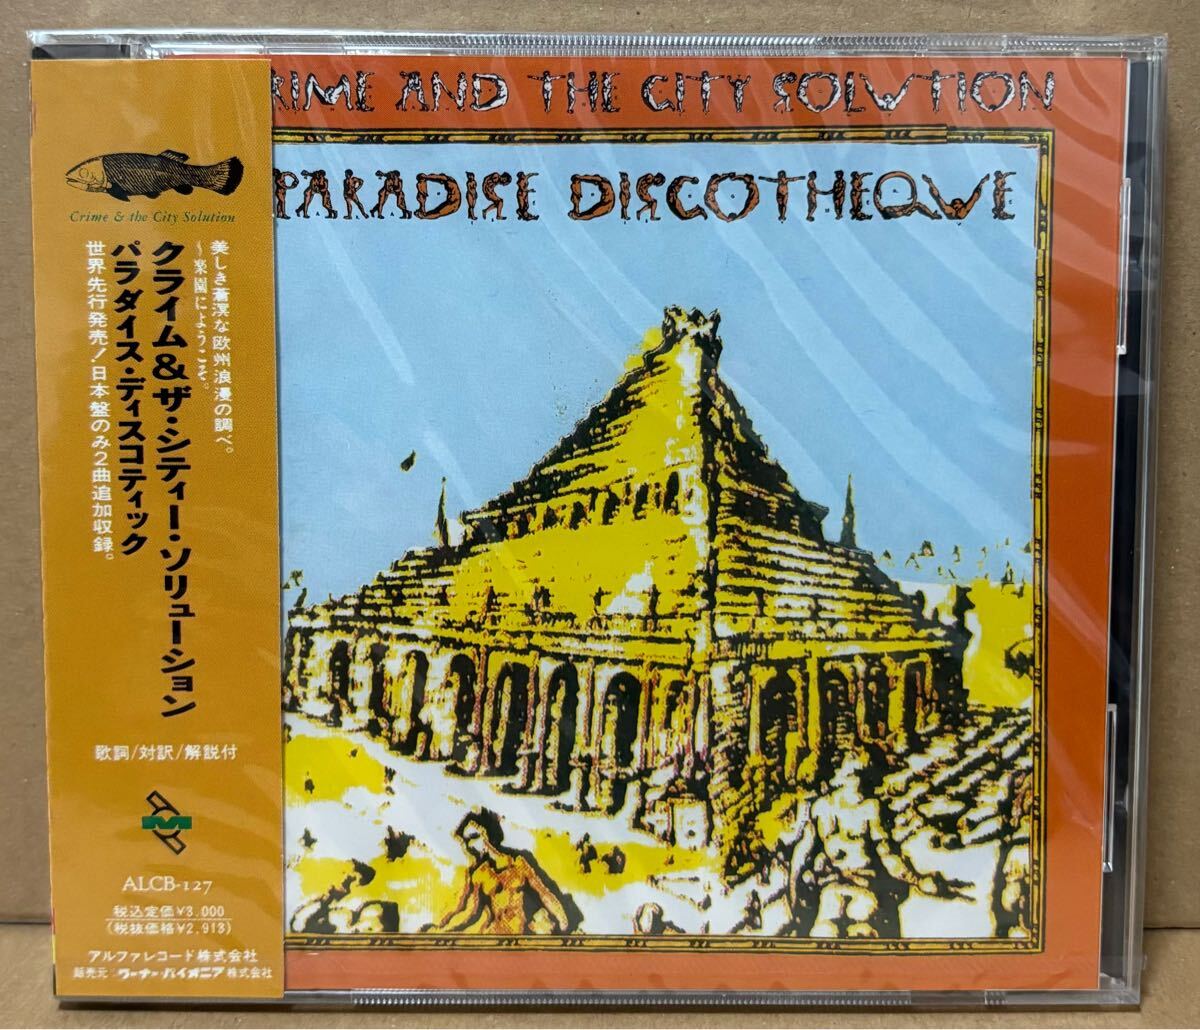 RIME AND THE CITY SOLUTION
PARADISE DISCOTHEQUE
Crime & the City Solution
美しき蒼溟な欧州浪漫の調べ。
〜楽園にようこそ。
クライム&ザ・シティー・ソリューション
パラダイス・ディスコティック
世界先行発売!日本盤のみ2曲追加収録。
歌詞/対訳/解説付
ALCB-127
税込定価¥3,000
(税抜価格¥2,913)
アルファレコード株式会社
販売元:ワーナー・パイオニア株式会社